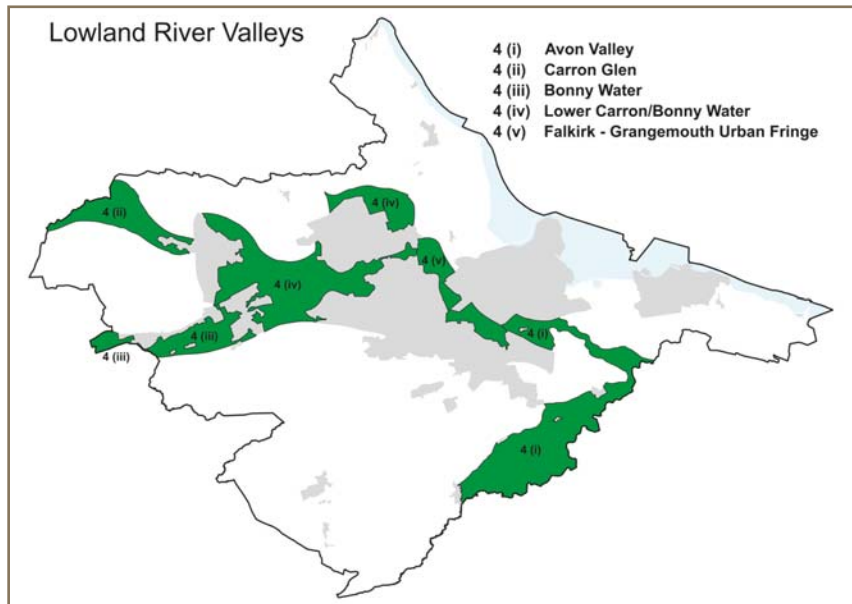 Lowland River Valleys
4 (i) Avon Valley
4 (ii) Carron Glen
4 (iii) Bonny Water
4 (iv) Lower Carron/Bonny Water
4 (v) Falkirk - Grangemouth Urban Fringe
4 (iv)
4 (ii)
4 (v)
4 (iv)
4 (i)
4 (iii)
4 (iii)
4 (i)